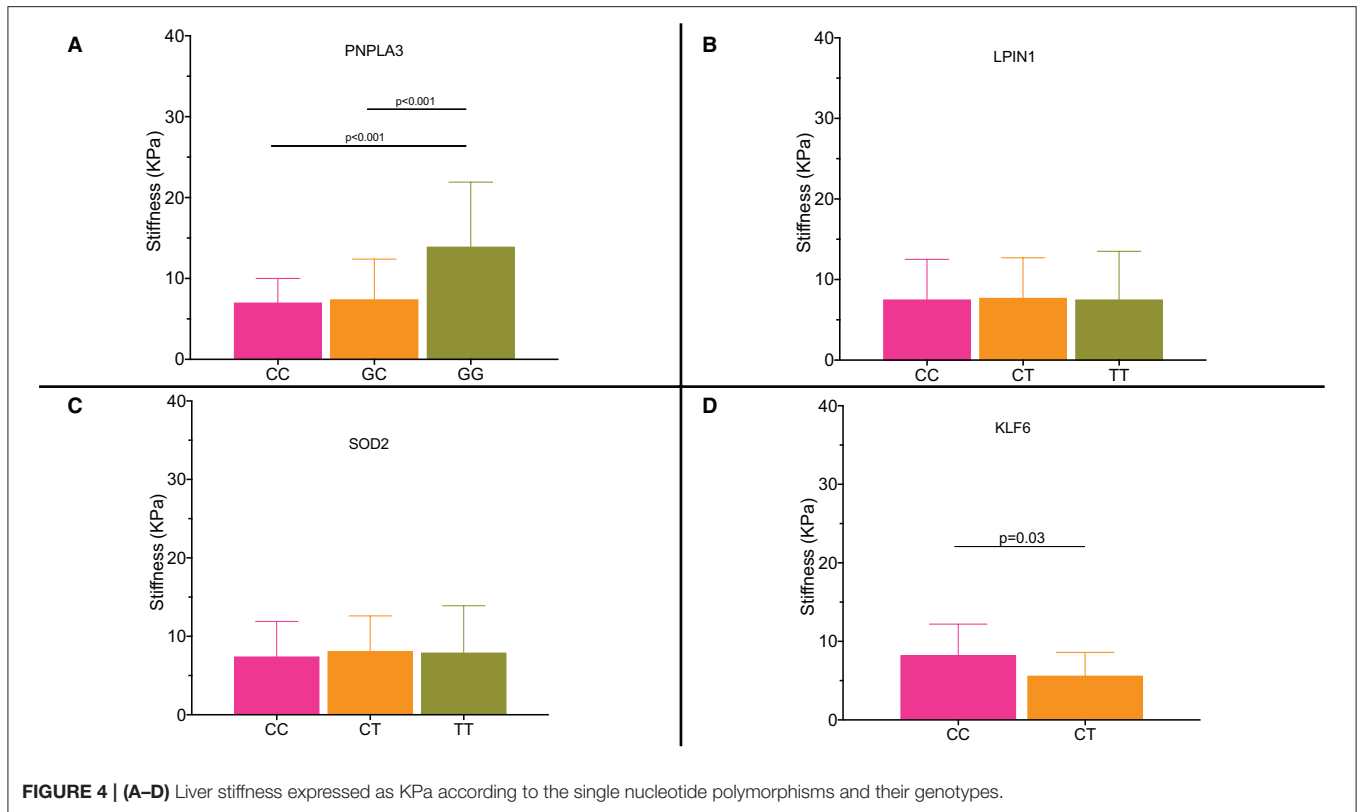 A
PNPLA3
Stiffness (KPa)
40
30
20
10
0
p<0.001
p<0.001
CC GC GG
B
LPIN1
Stiffness (KPa)
40
30
20
10
0
CC CT TT
C
SOD2
Stiffness (KPa)
40
30
20
10
0
CC CT TT
D
KLF6
Stiffness (KPa)
40
30
20
10
0
p=0.03
CC CT
FIGURE 4 | (A–D) Liver stiffness expressed as KPa according to the single nucleotide polymorphisms and their genotypes.